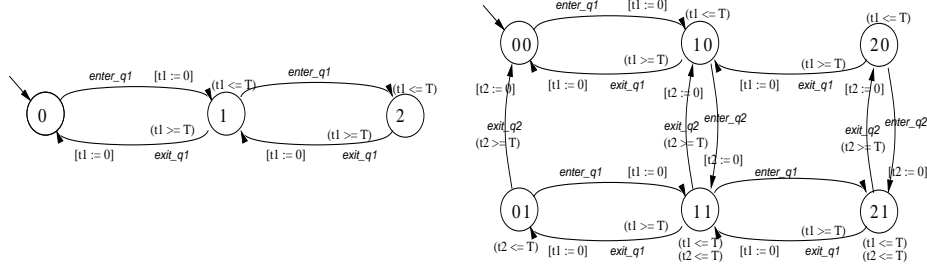 enter_q1 [t1 := 0]
(t1 <= T)
enter_q1
(t1 <= T)
0
1
2
(t1 >= T)
(t1 >= T)
[t1 := 0] exit_q1
[t1 := 0] exit_q1
enter_q1 [t1 := 0]
(t1 <= T)
(t1 <= T)
00
10
20
(t1 >= T)
(t1 >= T)
[t1 := 0] exit_q1
[t1 := 0] exit_q1
[t2 := 0]
[t2 := 0]
[t2 := 0]
exit_q2
(t2 >= T)
exit_q2
(t2 >= T)
enter_q2
exit_q2
(t2 >= T)
enter_q2
[t2 := 0]
[t2 := 0]
enter_q1 [t1 := 0]
enter_q1
01
11
21
(t1 >= T)
(t1 >= T)
(t2 <= T)
[t1 := 0] exit_q1
(t1 <= T)
(t2 <= T)
[t1 := 0] exit_q1
(t1 <= T)
(t2 <= T)